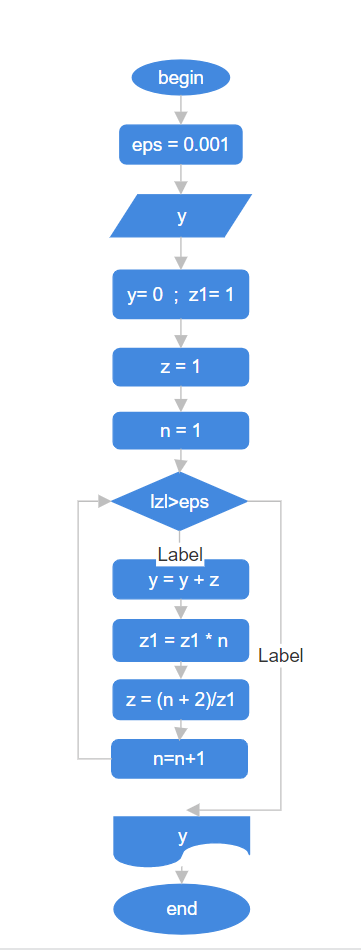 begin
eps = 0.001
y
y= 0 ; z1= 1
z = 1
n = 1
lzl>eps
Label
y = y + z
z1 = z1 * n
Label
z = (n + 2)/z1
n=n+1
y
end